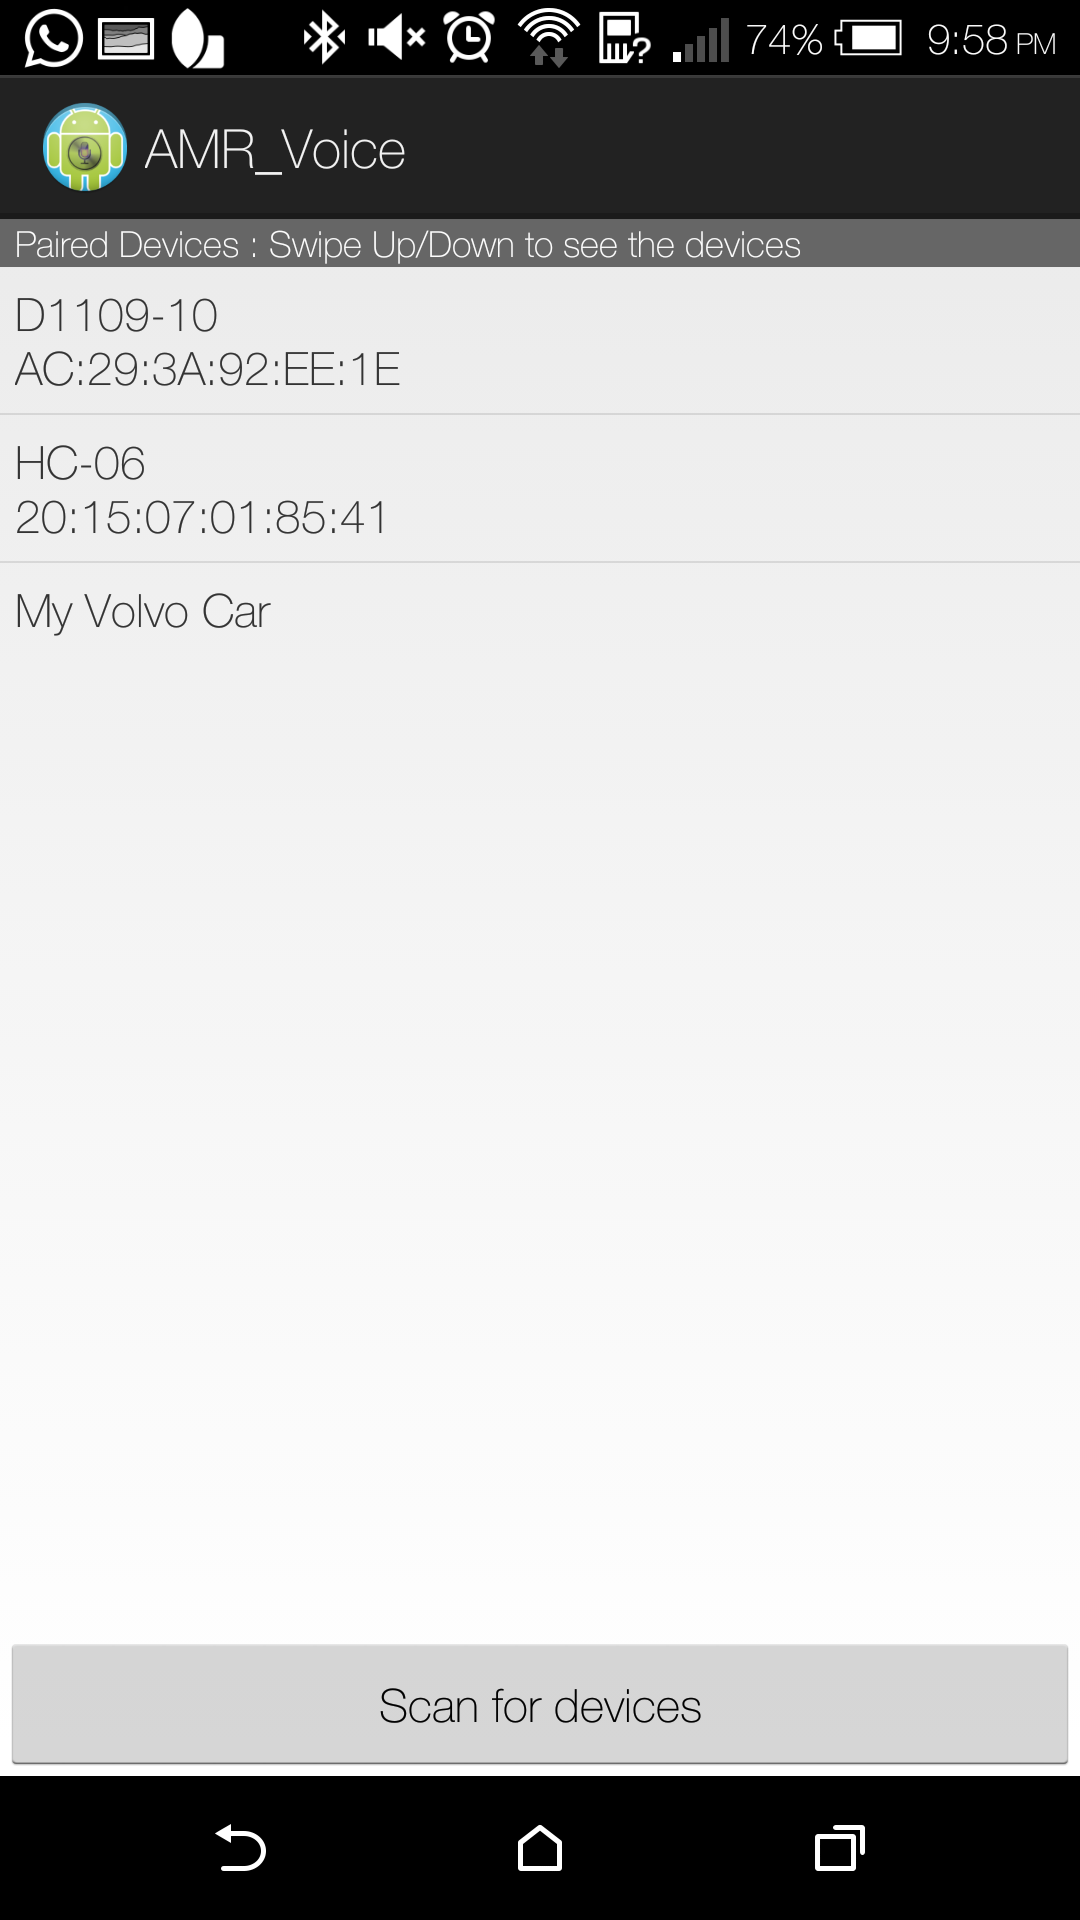 74% 9:58 PM
AMR_Voice
Paired Devices : Swipe Up/Down to see the devices
D1109-10
AC:29:3A:92:EE:1E
HC-06
20:15:07:01:85:41
My Volvo Car
Scan for devices